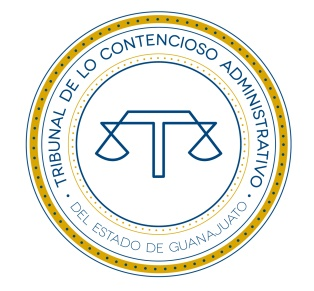 TRIBUNAL DE LO CONTENCIOSO ADMINISTRATIVO
DEL ESTADO DE GUANAJUATO